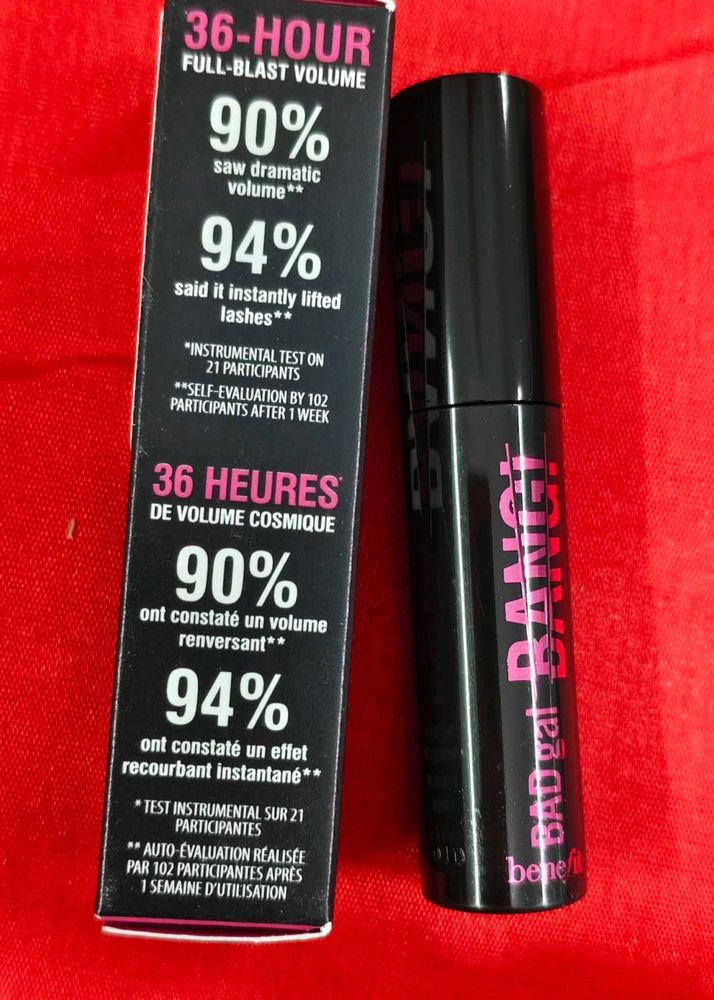 36-HOUR*
FULL-BLAST VOLUME
90%
saw dramatic
volume**
94%
said it instantly lifted
lashes**
*INSTRUMENTAL TEST ON
21 PARTICIPANTS
**SELF-EVALUATION BY 102
PARTICIPANTS AFTER 1 WEEK
36 HEURES*
DE VOLUME COSMIQUE
90%
ont constaté un volume
renversant**
94%
ont constaté un effet
recourbant instantané**
* TEST INSTRUMENTAL SUR 21
PARTICIPANTES
** AUTO-ÉVALUATION RÉALISÉE
PAR 102 PARTICIPANTES APRÈS
1 SEMAINE D'UTILISATION
BAD gal BANG!
benefit